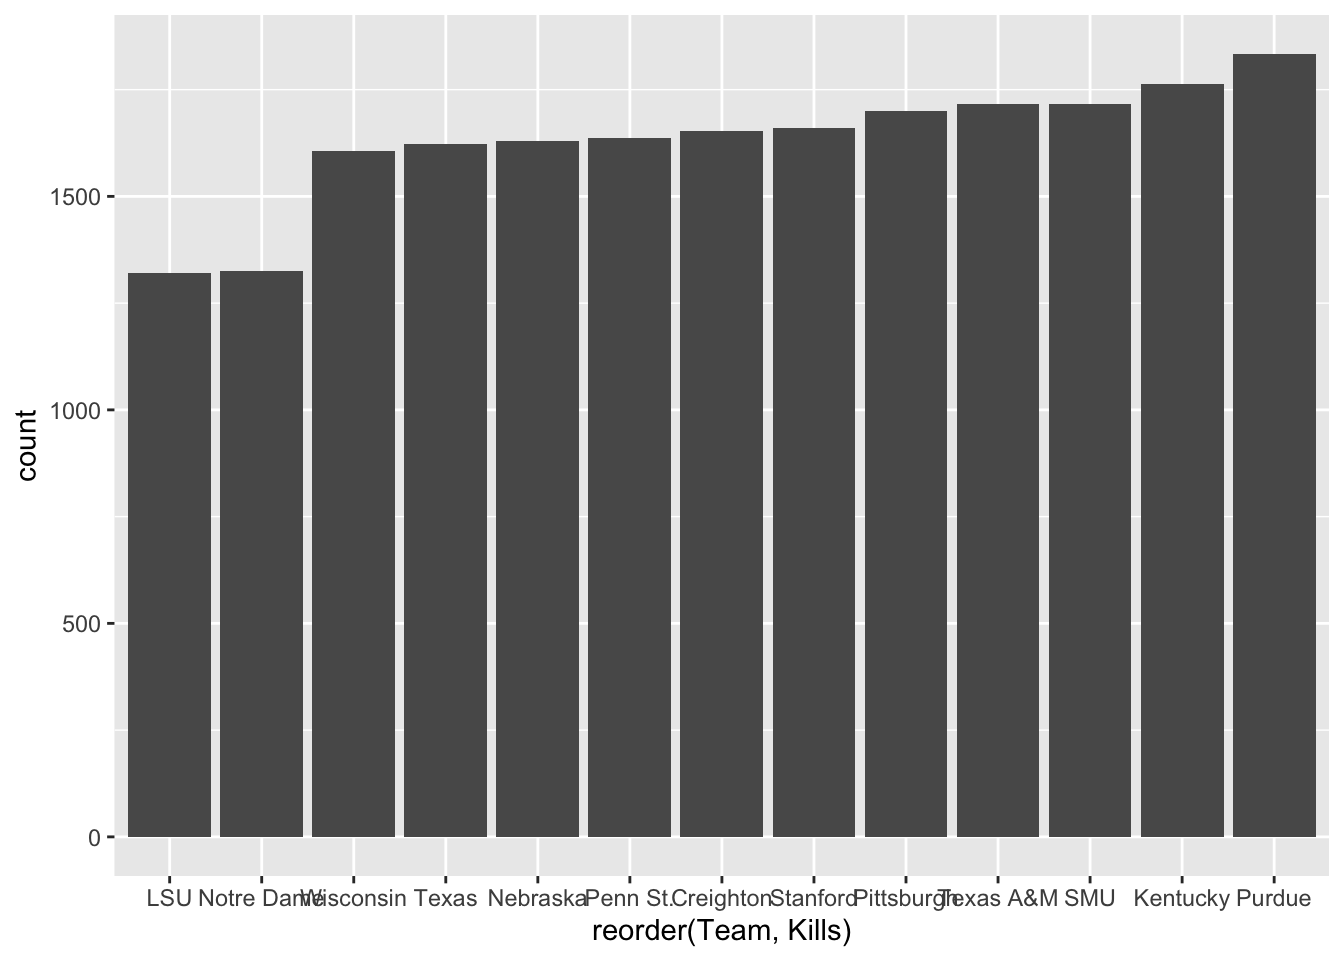 1500
1000
500
0
count
LSU Notre Dame Wisconsin Texas Nebraska Penn St. Creighton Stanford Pittsburgh Texas A&M SMU Kentucky Purdue
reorder(Team, Kills)